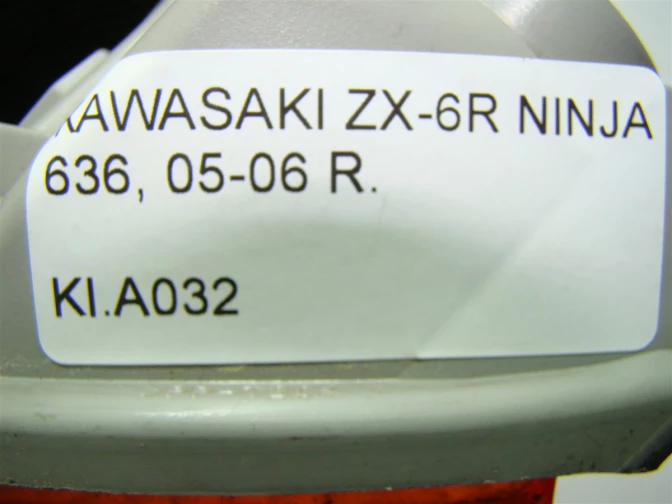 KAWASAKI ZX-6R NINJA
636, 05-06 R.
KI.A032